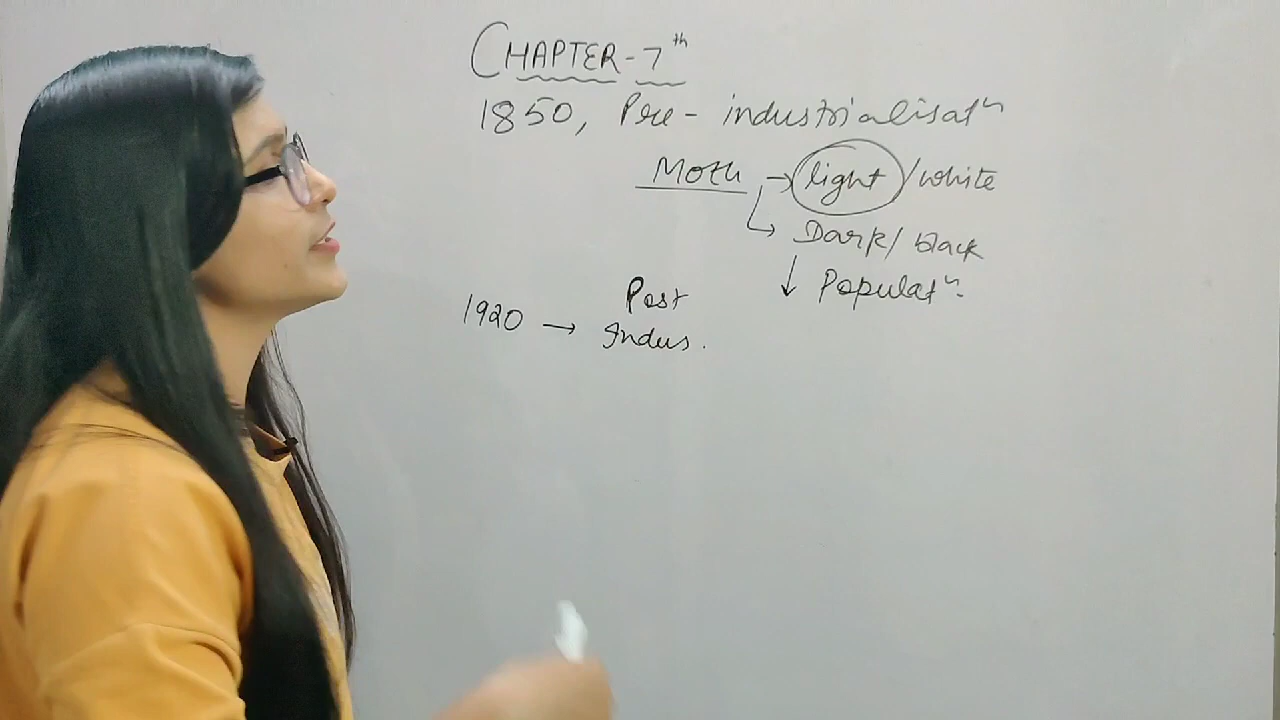 CHAPTER - 7th
1850, Pre - industrialisatn
Moth → light / white
↳ Dark / black
↓ Populatn.
1920 → Post
Indus.